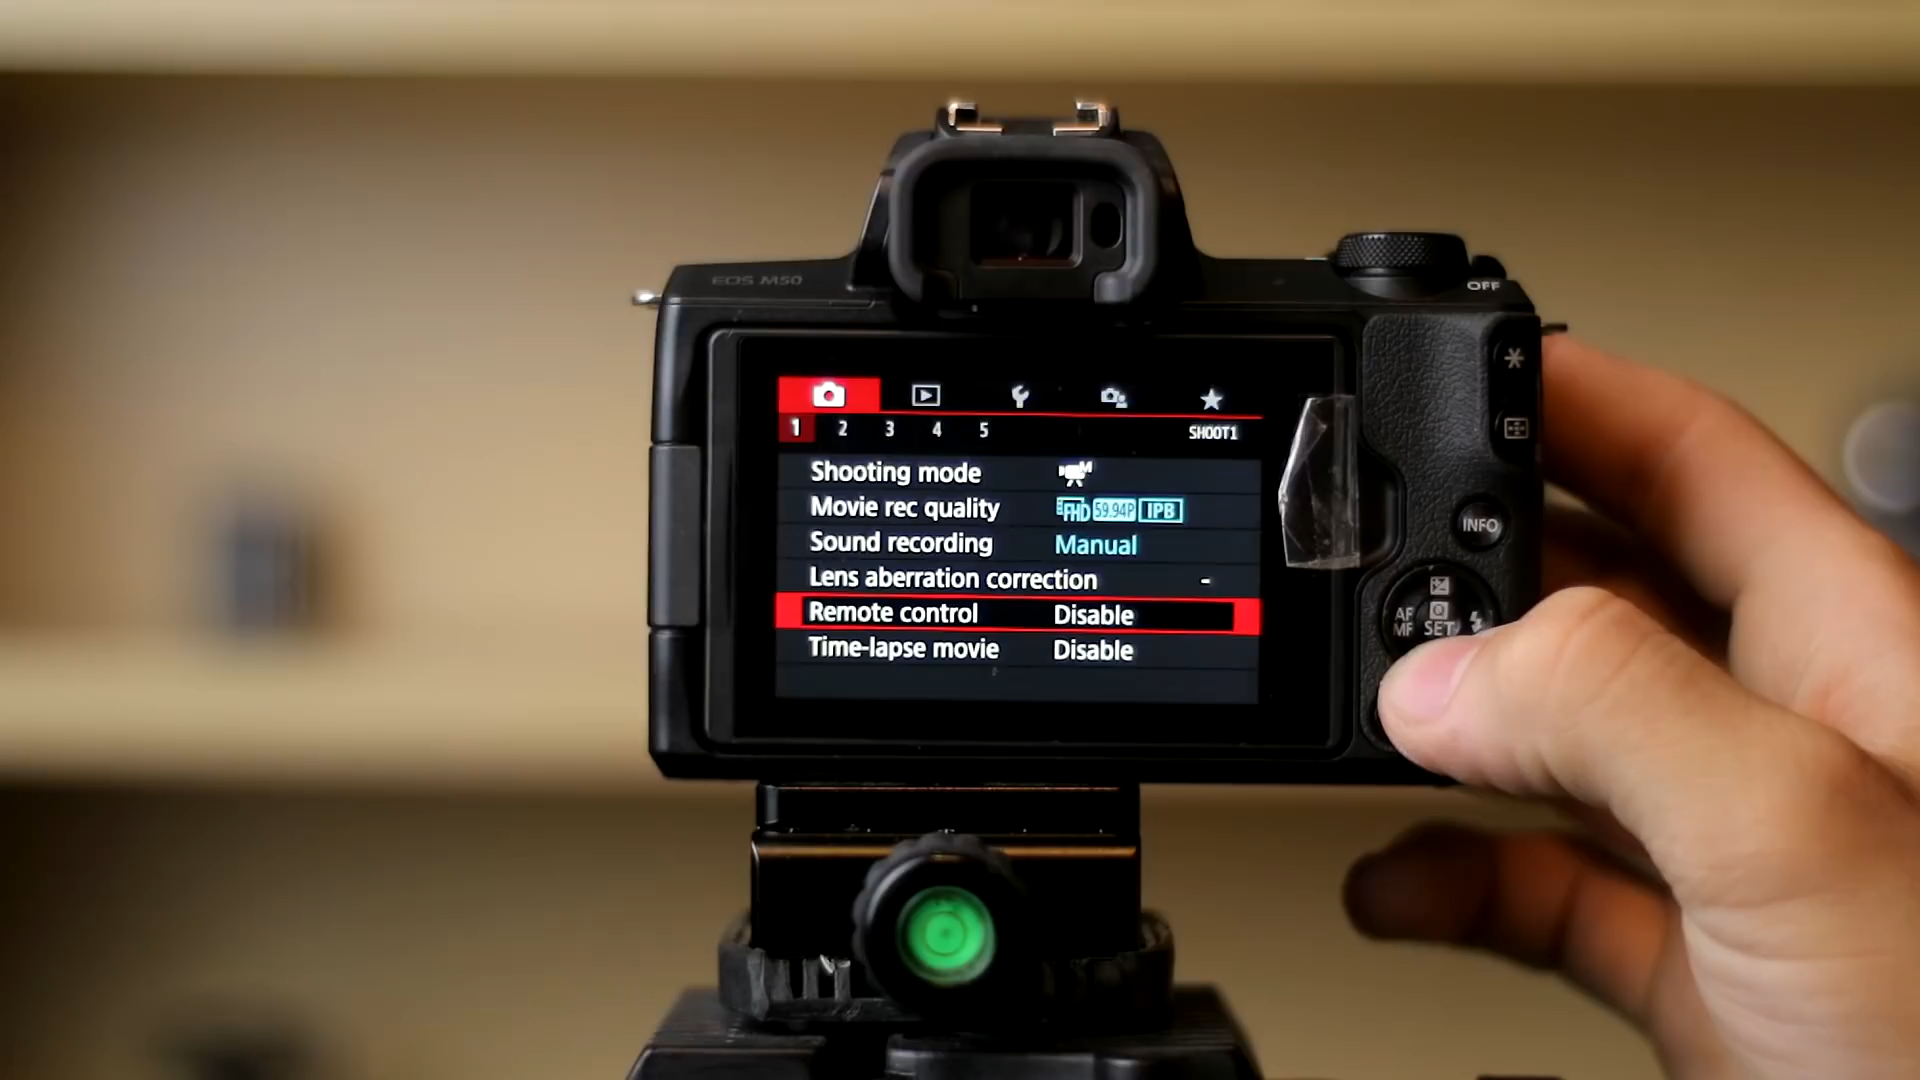 EOS M50
OFF
1 2 3 4 5 SHOOT1
Shooting mode M
Movie rec quality FHD 59.94P IPB
Sound recording Manual
Lens aberration correction -
Remote control Disable
Time-lapse movie Disable
INFO
AF
MF
Q
SET